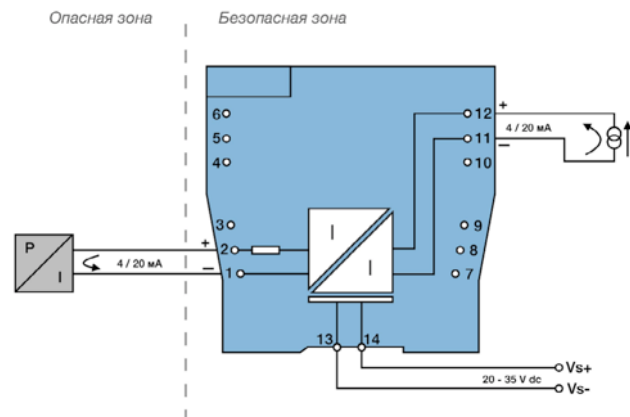 Опасная зона
Безопасная зона
6
5
4
3
2
1
12
11
10
9
8
7
13
14
+
−
4 / 20 мА
+
−
4 / 20 мА
P
I
I
I
20 - 35 V dc
Vs+
Vs-